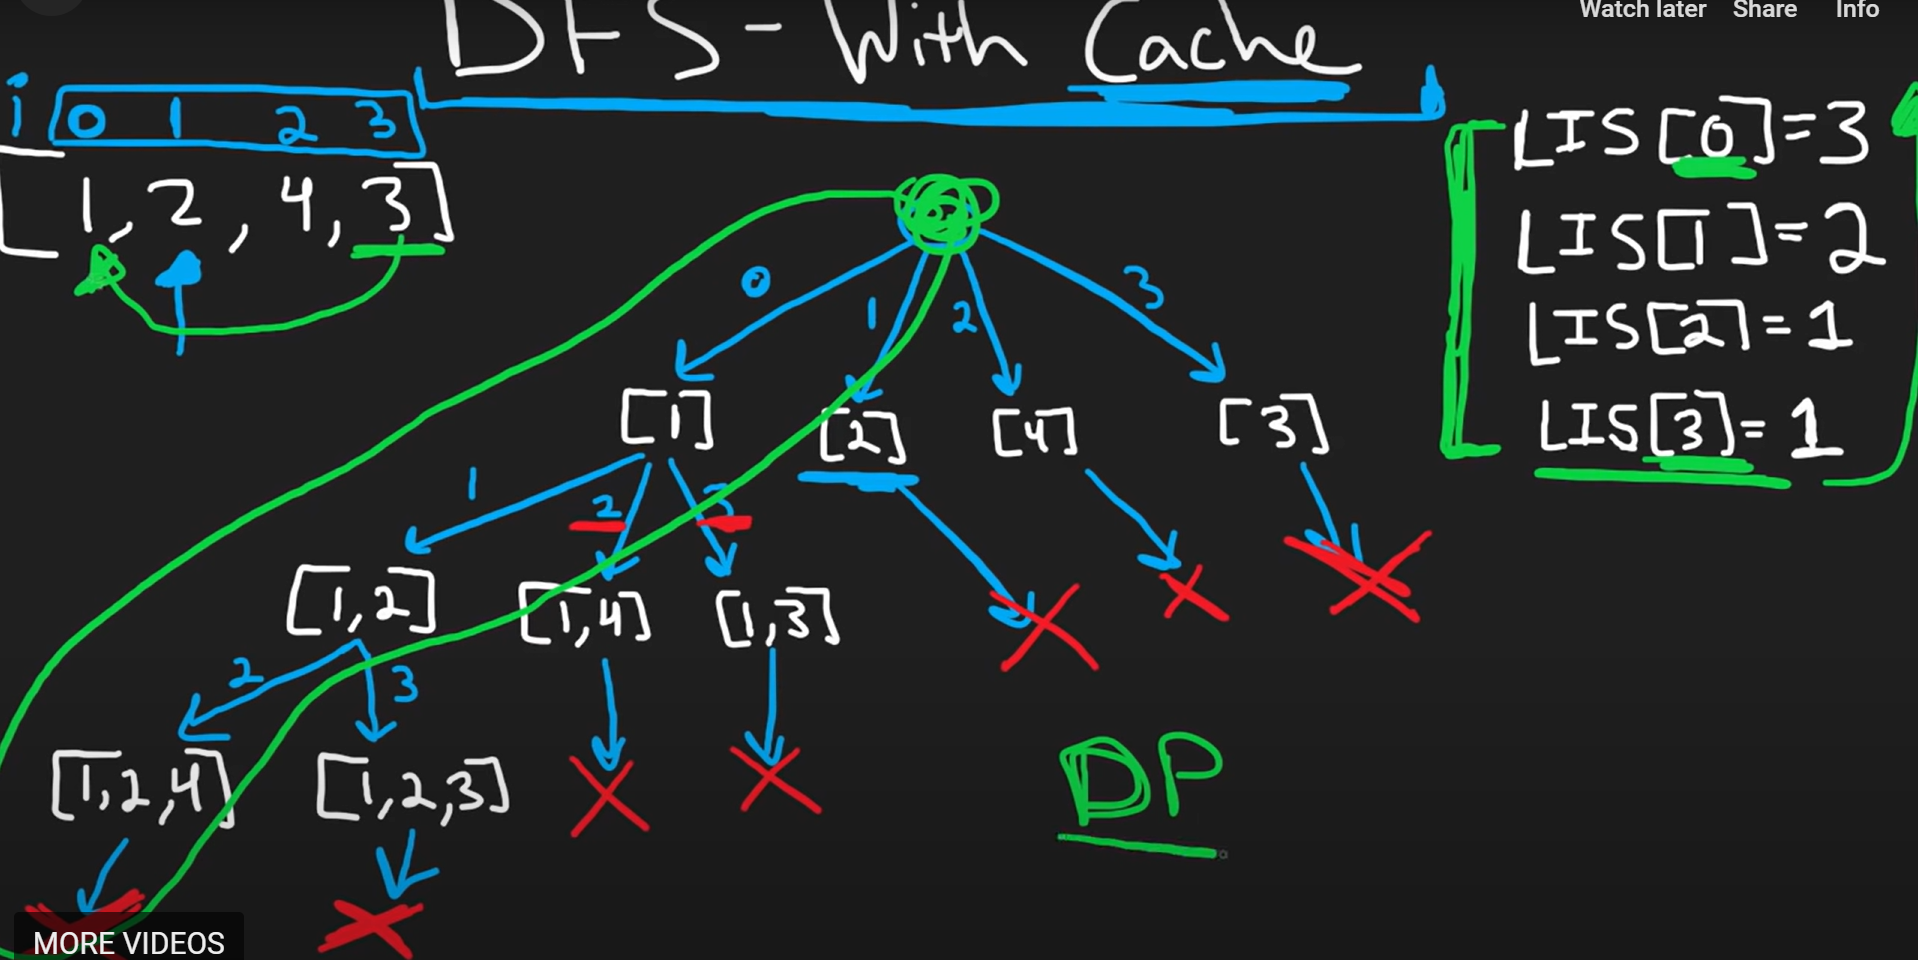 Watch later Share Info
DFS - With Cache
i 0 1 2 3
[1, 2, 4, 3]
LIS[0]=3
LIS[1]=2
LIS[2]=1
LIS[3]=1
0 1 2 3
[1] [2] [4] [3]
1 2 3
[1,2] [1,4] [1,3]
2 3
[1,2,4] [1,2,3]
DP
MORE VIDEOS